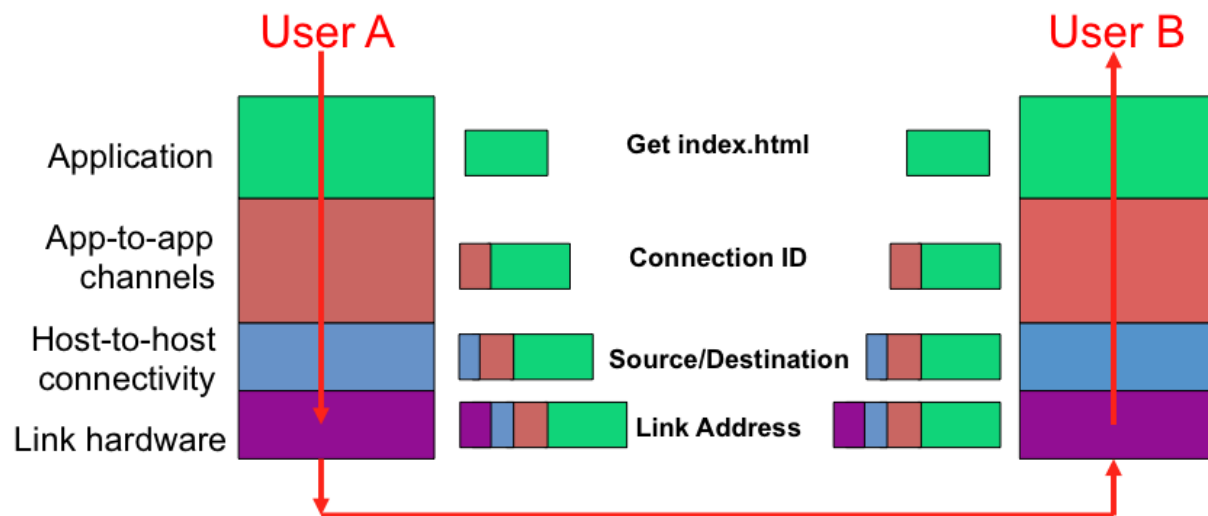 User A
User B
Application
Get index.html
App-to-app
channels
Connection ID
Host-to-host
connectivity
Source/Destination
Link hardware
Link Address